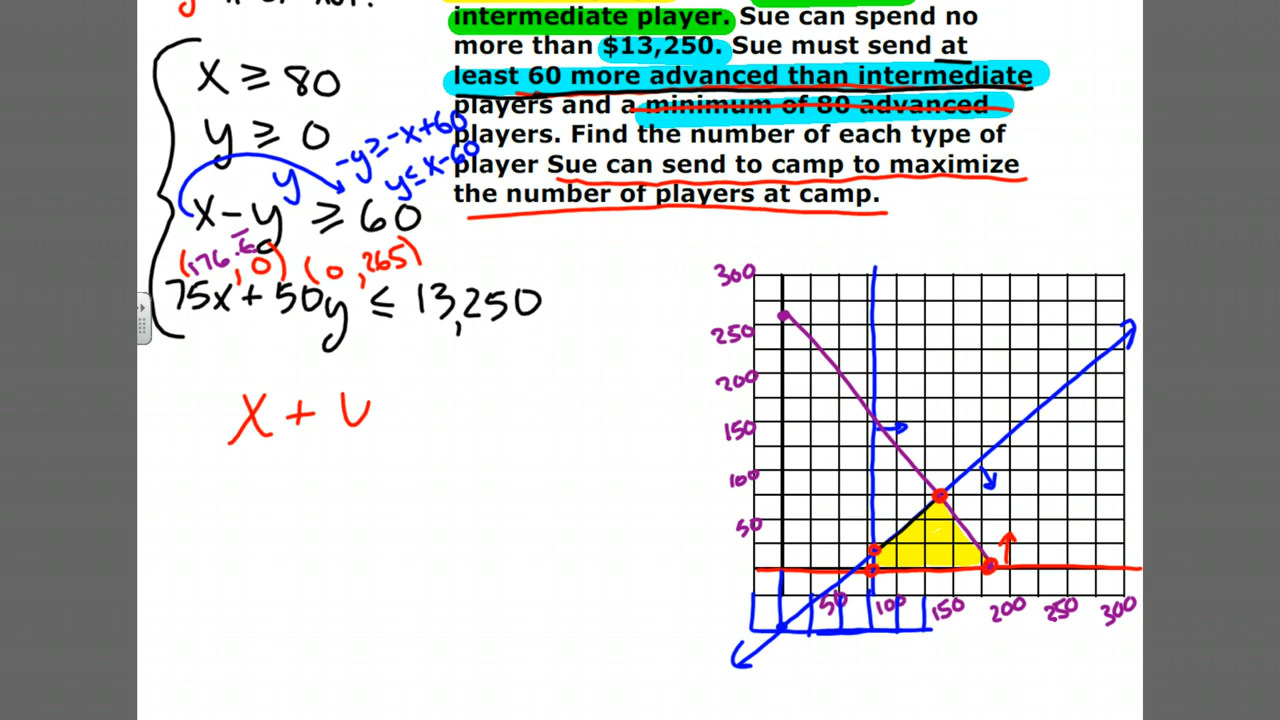 intermediate player. Sue can spend no
more than $13,250. Sue must send at
least 60 more advanced than intermediate
players and a minimum of 80 advanced
players. Find the number of each type of
player Sue can send to camp to maximize
the number of players at camp.
x ≥ 80
y ≥ 0
-y ≥ -x+60
y ≤ x-60
y
x - y ≥ 60
(176.6, 0) (0, 265)
75x + 50y ≤ 13,250
x +
300
250
200
150
100
50
50 100 150 200 250 300